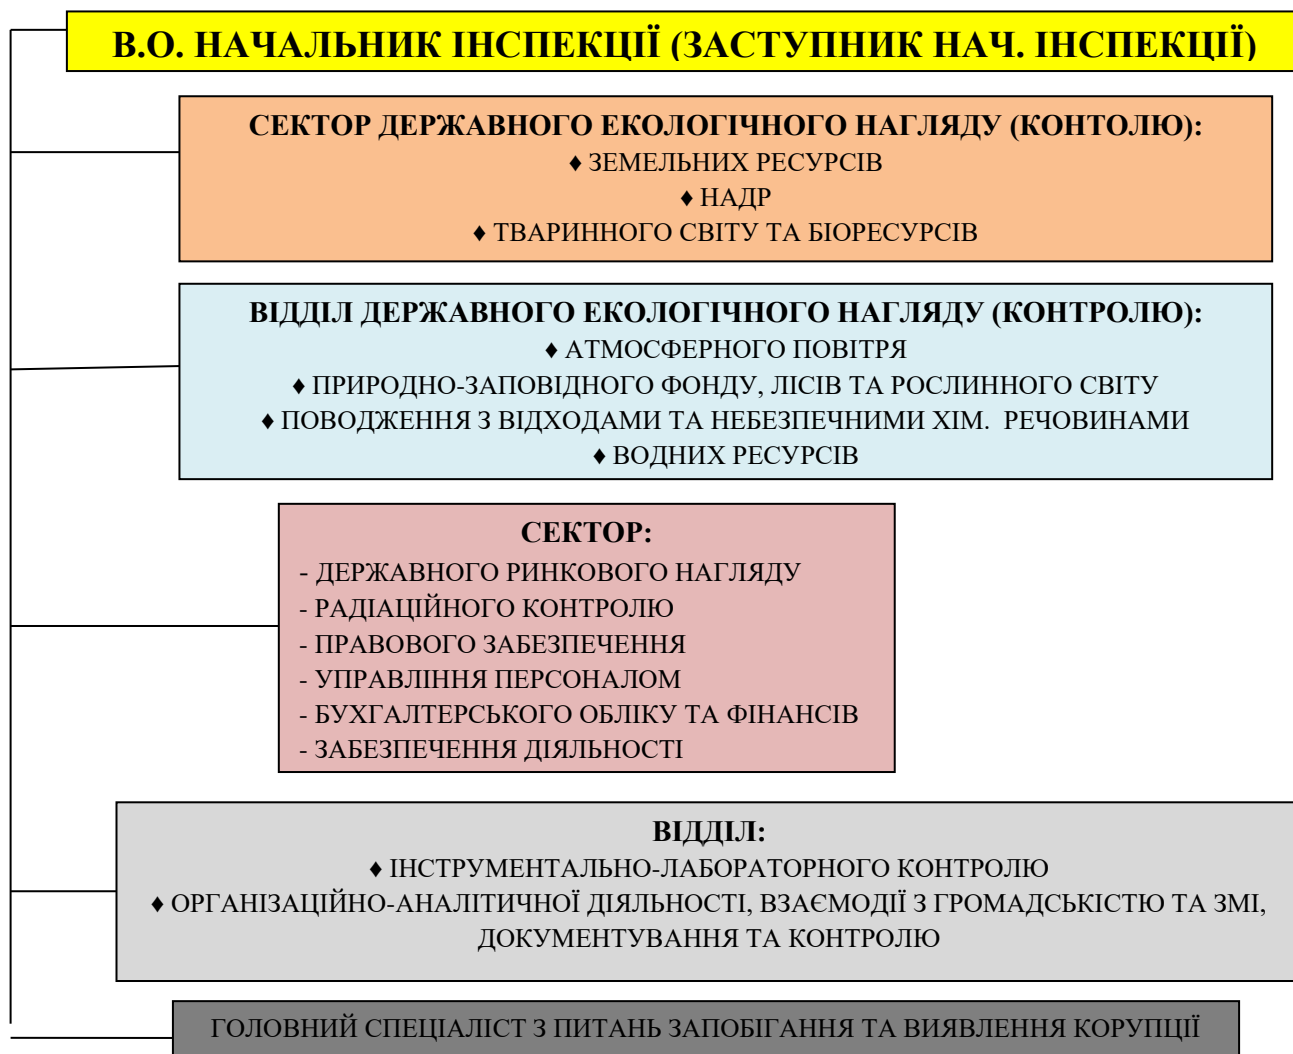 В.О. НАЧАЛЬНИК ІНСПЕКЦІЇ (ЗАСТУПНИК НАЧ. ІНСПЕКЦІЇ)
СЕКТОР ДЕРЖАВНОГО ЕКОЛОГІЧНОГО НАГЛЯДУ (КОНТОЛЮ):
♦ ЗЕМЕЛЬНИХ РЕСУРСІВ
♦ НАДР
♦ ТВАРИННОГО СВІТУ ТА БІОРЕСУРСІВ
ВІДДІЛ ДЕРЖАВНОГО ЕКОЛОГІЧНОГО НАГЛЯДУ (КОНТРОЛЮ):
♦ АТМОСФЕРНОГО ПОВІТРЯ
♦ ПРИРОДНО-ЗАПОВІДНОГО ФОНДУ, ЛІСІВ ТА РОСЛИННОГО СВІТУ
♦ ПОВОДЖЕННЯ З ВІДХОДАМИ ТА НЕБЕЗПЕЧНИМИ ХІМ. РЕЧОВИНАМИ
♦ ВОДНИХ РЕСУРСІВ
СЕКТОР:
- ДЕРЖАВНОГО РИНКОВОГО НАГЛЯДУ
- РАДІАЦІЙНОГО КОНТРОЛЮ
- ПРАВОВОГО ЗАБЕЗПЕЧЕННЯ
- УПРАВЛІННЯ ПЕРСОНАЛОМ
- БУХГАЛТЕРСЬКОГО ОБЛІКУ ТА ФІНАНСІВ
- ЗАБЕЗПЕЧЕННЯ ДІЯЛЬНОСТІ
ВІДДІЛ:
♦ ІНСТРУМЕНТАЛЬНО-ЛАБОРАТОРНОГО КОНТРОЛЮ
♦ ОРГАНІЗАЦІЙНО-АНАЛІТИЧНОЇ ДІЯЛЬНОСТІ, ВЗАЄМОДІЇ З ГРОМАДСЬКІСТЮ ТА ЗМІ,
ДОКУМЕНТУВАННЯ ТА КОНТРОЛЮ
ГОЛОВНИЙ СПЕЦІАЛІСТ З ПИТАНЬ ЗАПОБІГАННЯ ТА ВИЯВЛЕННЯ КОРУПЦІЇ